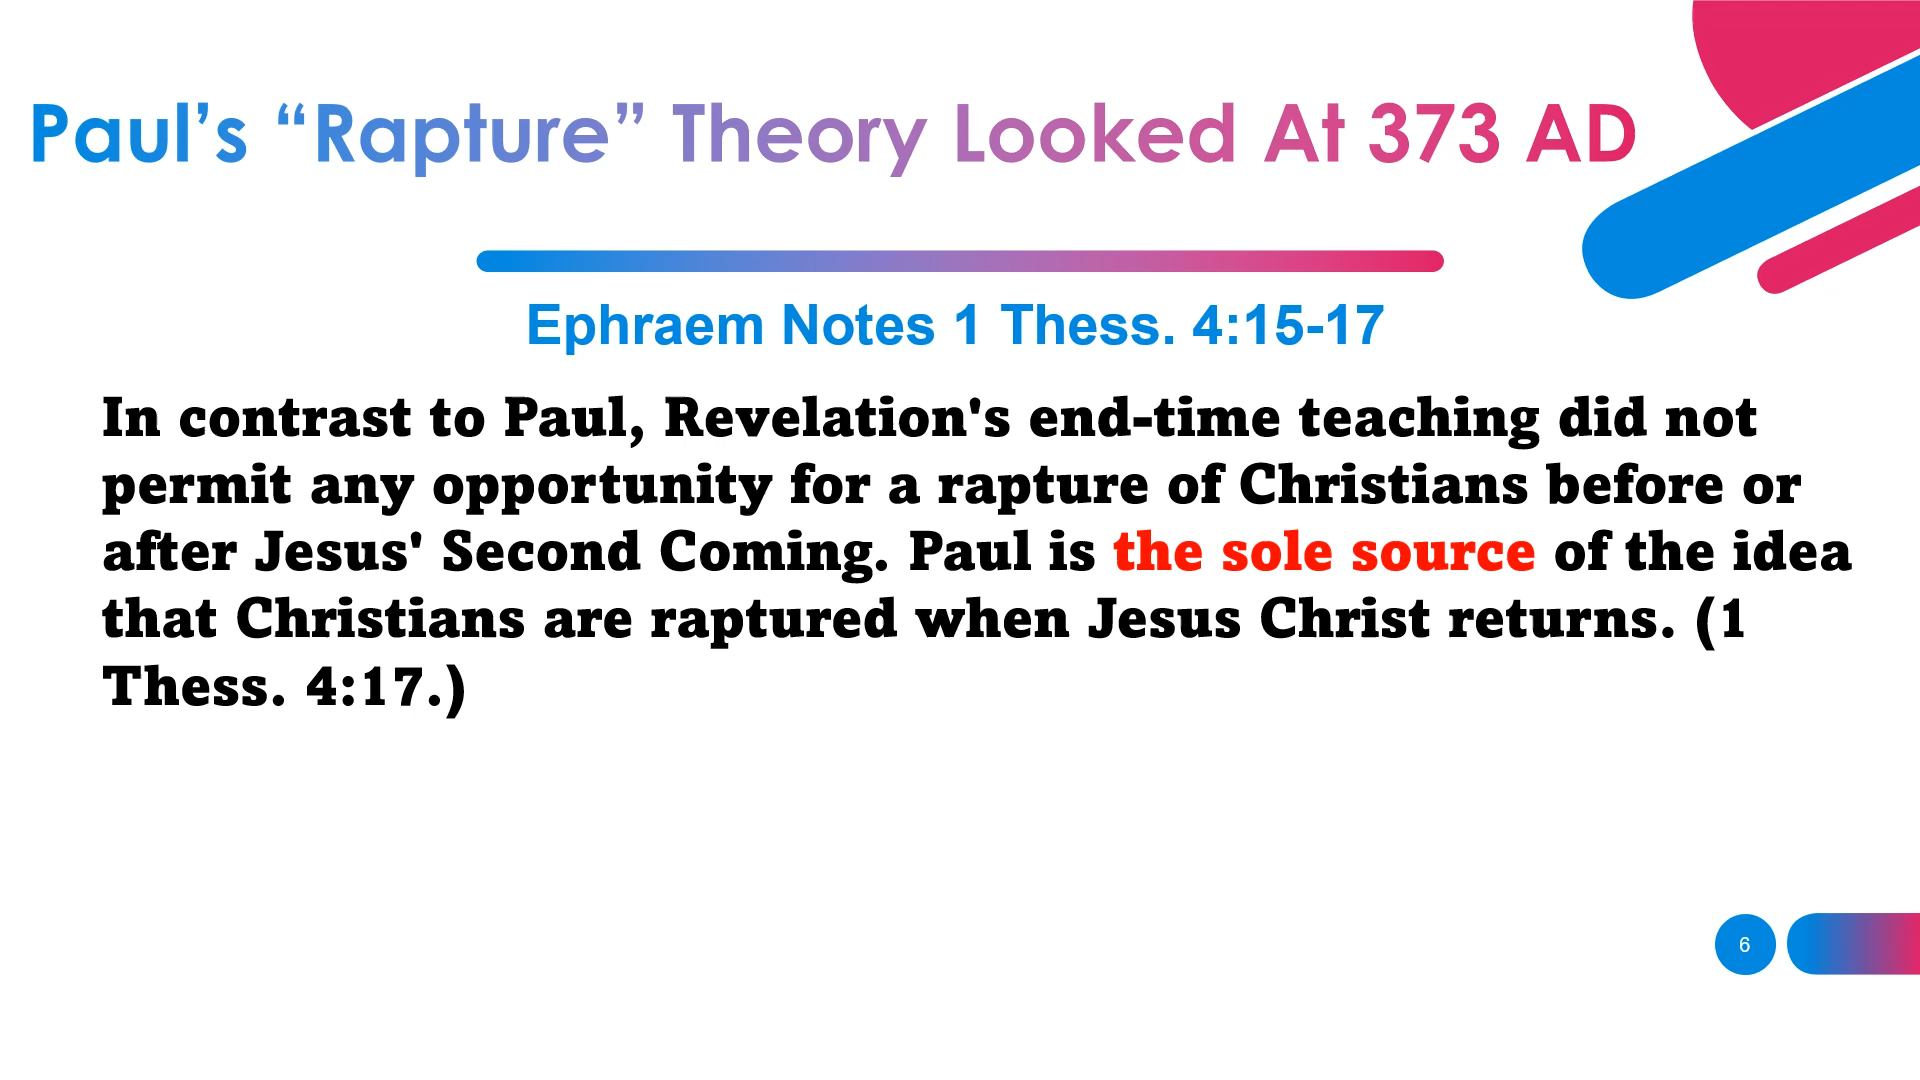 Paul’s “Rapture” Theory Looked At 373 AD
Ephraem Notes 1 Thess. 4:15-17
In contrast to Paul, Revelation's end-time teaching did not
permit any opportunity for a rapture of Christians before or
after Jesus' Second Coming. Paul is the sole source of the idea
that Christians are raptured when Jesus Christ returns. (1
Thess. 4:17.)
6